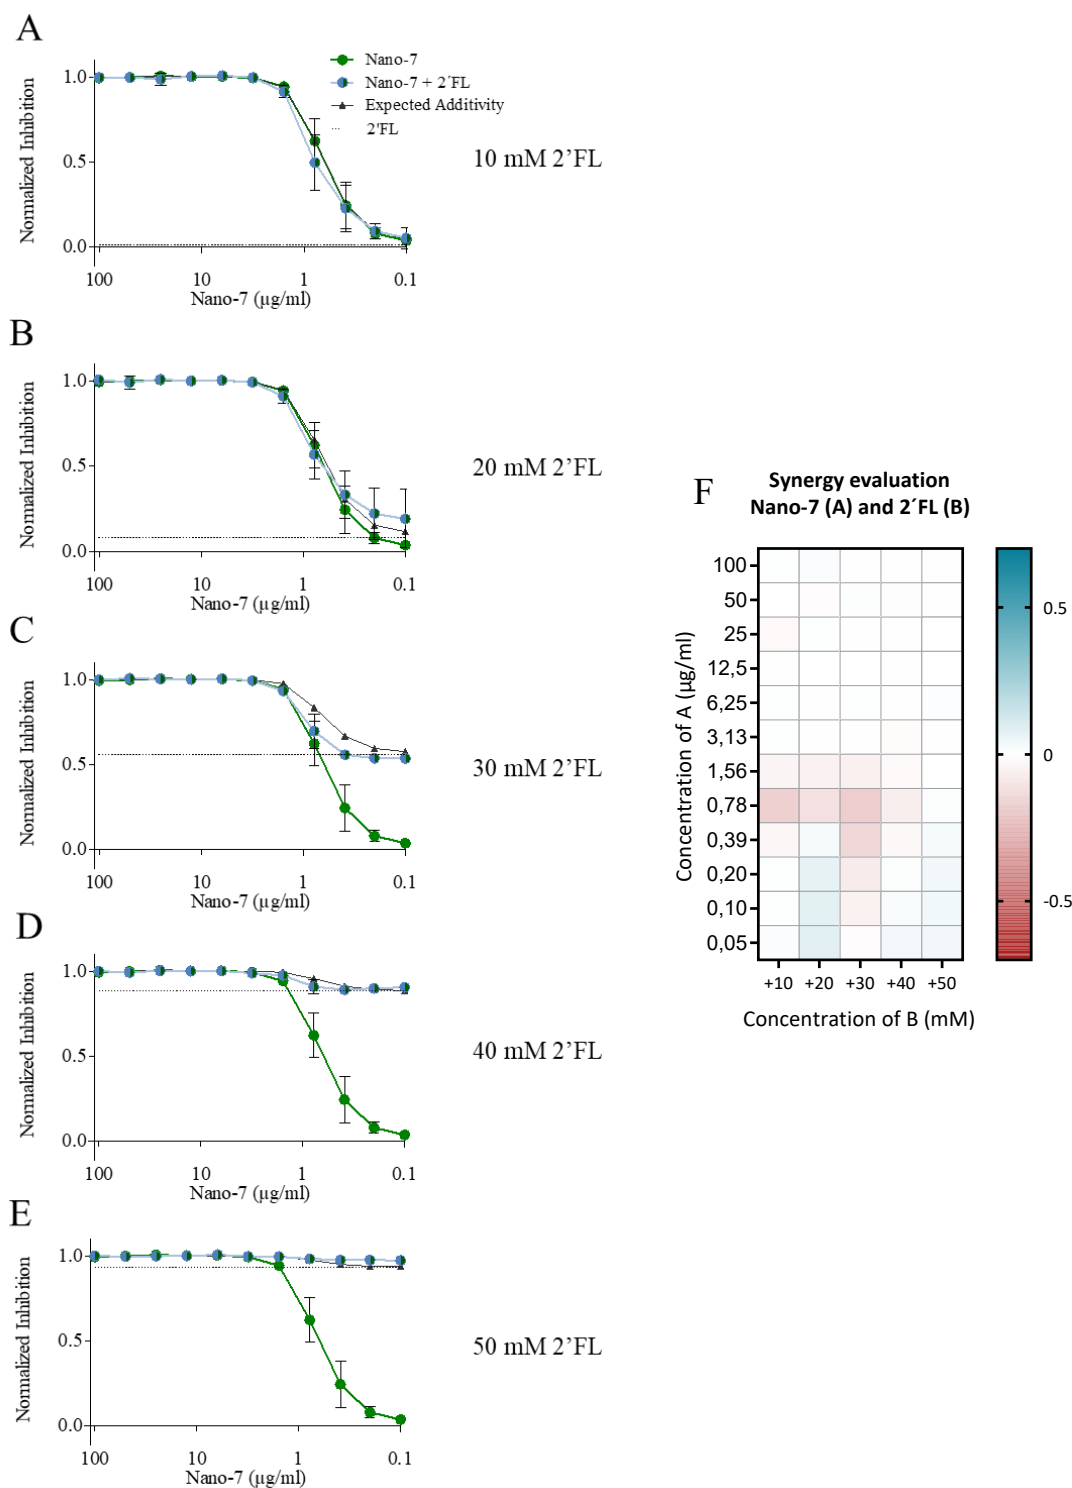 A
Nano-7
Nano-7 + 2´FL
Expected Additivity
2'FL
Normalized Inhibition
1.0
0.5
0.0
100
10
1
0.1
Nano-7 (µg/ml)
10 mM 2’FL
B
Normalized Inhibition
1.0
0.5
0.0
100
10
1
0.1
Nano-7 (µg/ml)
20 mM 2’FL
C
Normalized Inhibition
1.0
0.5
0.0
100
10
1
0.1
Nano-7 (µg/ml)
30 mM 2’FL
D
Normalized Inhibition
1.0
0.5
0.0
100
10
1
0.1
Nano-7 (µg/ml)
40 mM 2’FL
E
Normalized Inhibition
1.0
0.5
0.0
100
10
1
0.1
Nano-7 (µg/ml)
50 mM 2’FL
F
Synergy evaluation
Nano-7 (A) and 2´FL (B)
Concentration of A (µg/ml)
100
50
25
12,5
6,25
3,13
1,56
0,78
0,39
0,20
0,10
0,05
+10
+20
+30
+40
+50
Concentration of B (mM)
0.5
0
-0.5